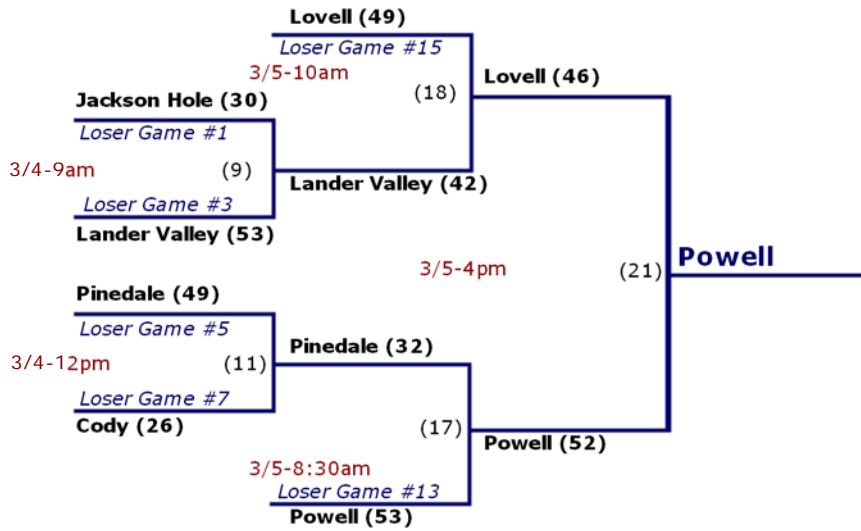 Lovell (49)
Loser Game #15
3/5-10am
(18)
Lovell (46)
Jackson Hole (30)
Loser Game #1
3/4-9am
(9)
Loser Game #3
Lander Valley (53)
Lander Valley (42)
3/5-4pm
(21)
Powell
Pinedale (49)
Loser Game #5
3/4-12pm
(11)
Loser Game #7
Cody (26)
Pinedale (32)
(17)
Powell (52)
3/5-8:30am
Loser Game #13
Powell (53)